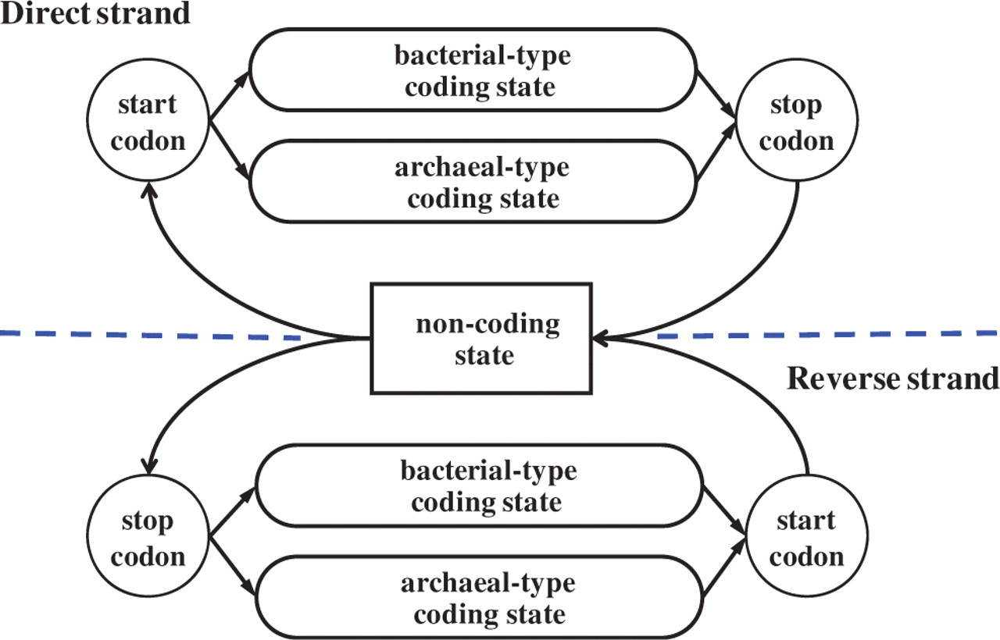 Direct strand
bacterial-type
coding state
start
codon
stop
codon
archaeal-type
coding state
non-coding
state
Reverse strand
bacterial-type
coding state
stop
codon
start
codon
archaeal-type
coding state